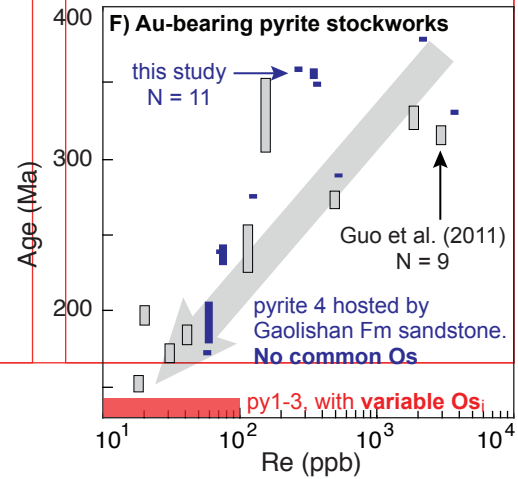 400
F) Au-bearing pyrite stockworks
this study
N = 11
300
Age (Ma)
Guo et al. (2011)
N = 9
200
pyrite 4 hosted by
Gaolishan Fm sandstone.
No common Os
py1-3, with variable Osi
10¹ 10² 10³ 10⁴
Re (ppb)